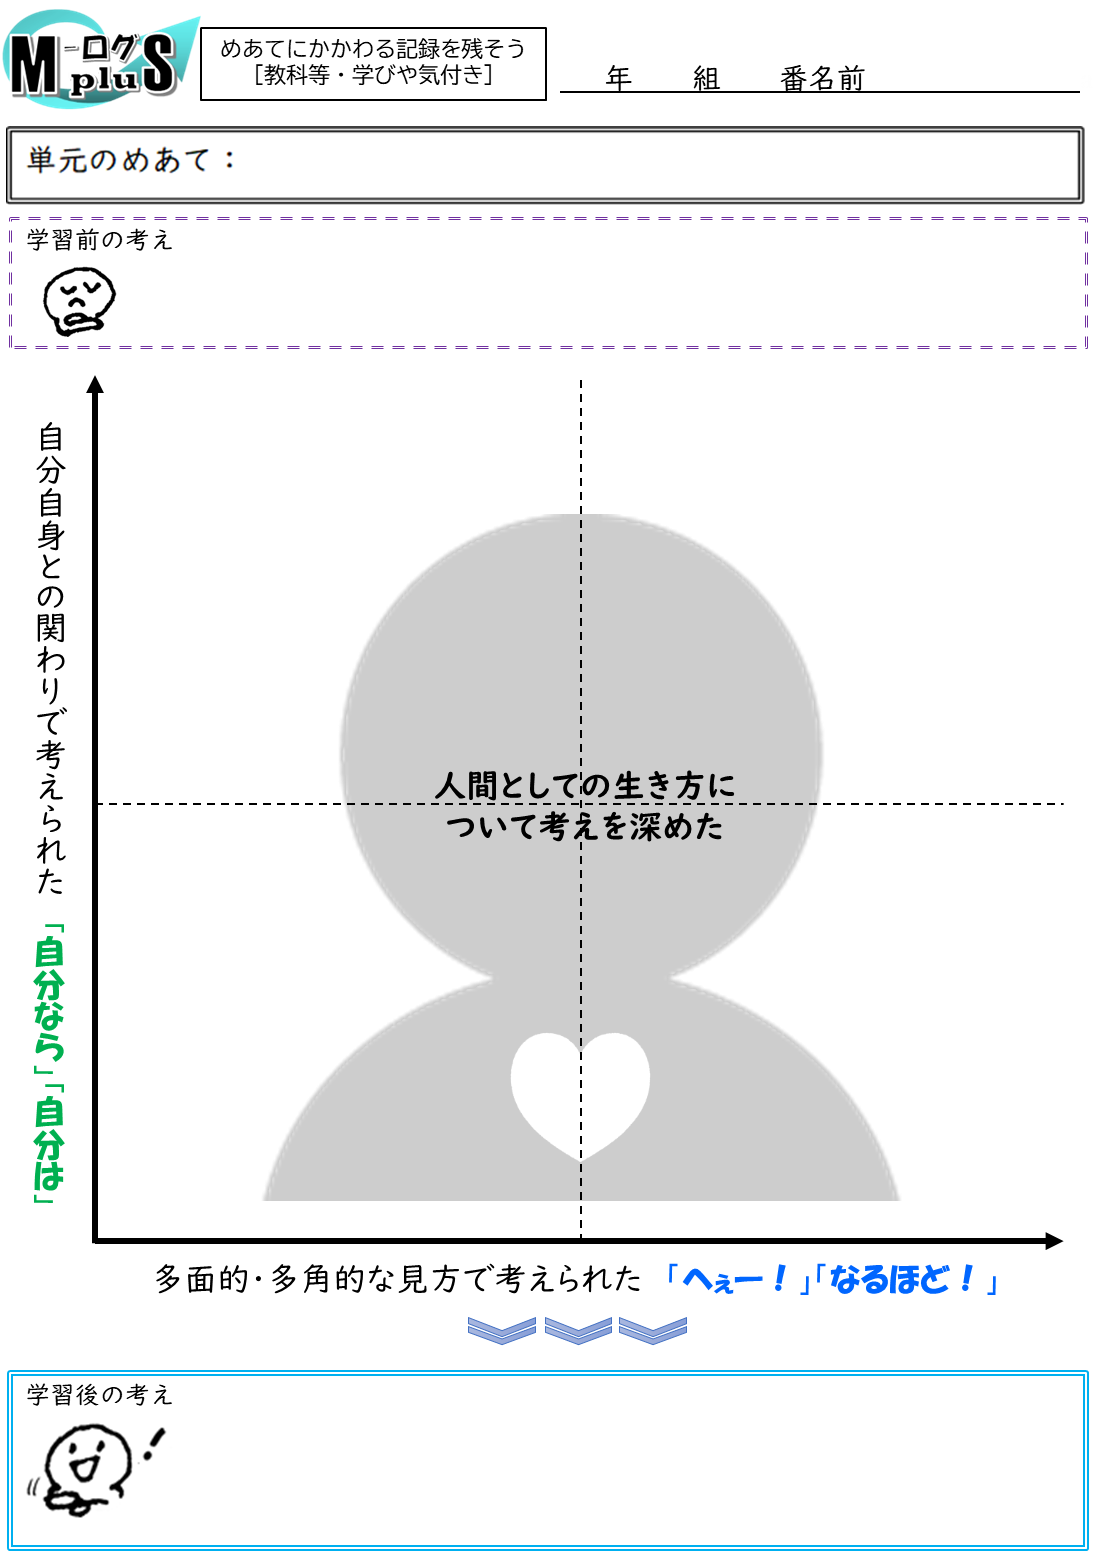 M-ログ
plus
めあてにかかわる記録を残そう
［教科等・学びや気付き］
年 組 番名前
単元のめあて：
学習前の考え
自分自身との関わりで考えられた「自分なら」「自分は」
人間としての生き方に
ついて考えを深めた
多面的・多角的な見方で考えられた「へぇー！」「なるほど！」
学習後の考え
！